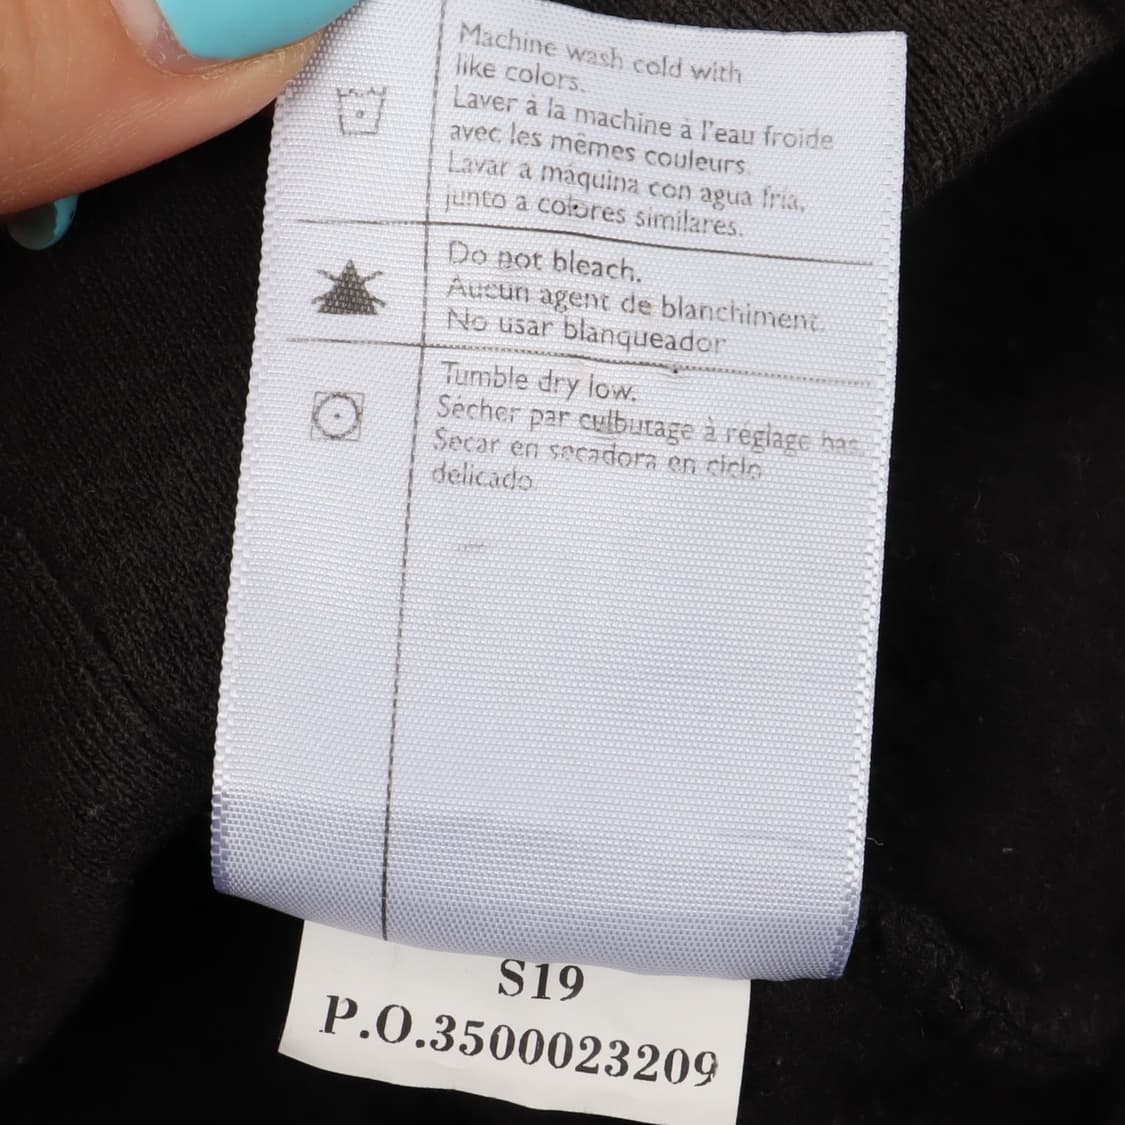 Machine wash cold with
like colors.
Laver à la machine à l'eau froide
avec les mêmes couleurs.
Lavar a máquina con agua fría,
junto a colores similares.
Do not bleach.
Aucun agent de blanchiment.
No usar blanqueador
Tumble dry low.
Sécher par culbutage à réglage bas.
Secar en secadora en ciclo
delicado
S19
P.O.3500023209